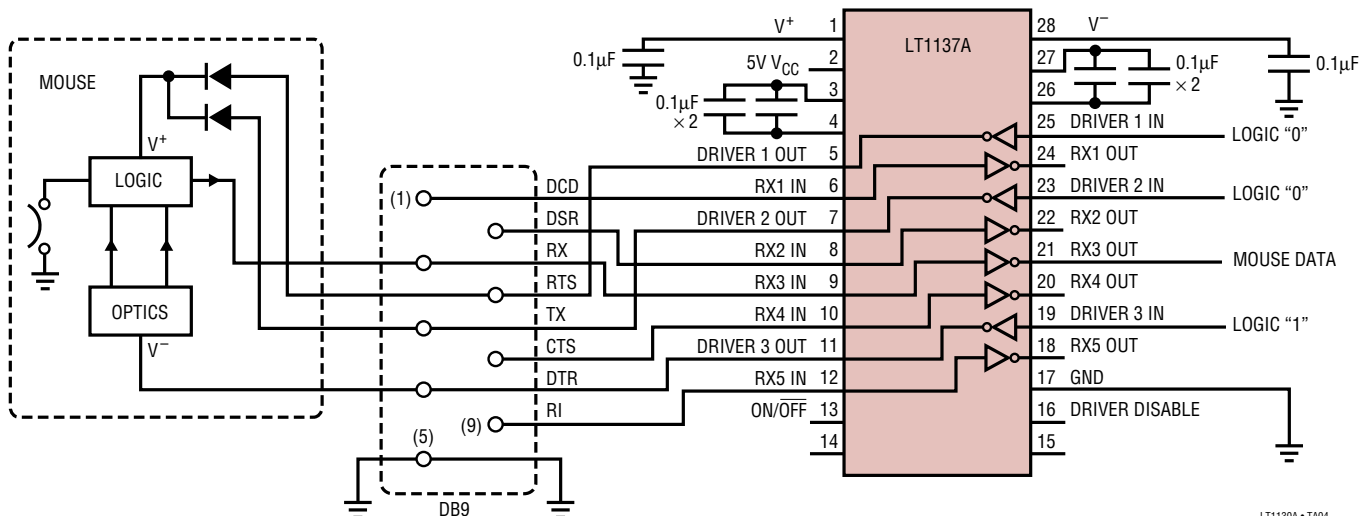 MOUSE
V+
LOGIC
OPTICS
V−
(1)
(9)
(5)
DB9
DCD
DSR
RX
RTS
TX
CTS
DTR
RI
LT1137A
V+ 1
0.1µF
5V VCC 2
3
0.1µF
× 2
4
DRIVER 1 OUT 5
RX1 IN 6
DRIVER 2 OUT 7
RX2 IN 8
RX3 IN 9
RX4 IN 10
DRIVER 3 OUT 11
RX5 IN 12
ON/OFF 13
14
28 V−
0.1µF
27
0.1µF
× 2
26
25 DRIVER 1 IN LOGIC “0”
24 RX1 OUT
23 DRIVER 2 IN LOGIC “0”
22 RX2 OUT
21 RX3 OUT MOUSE DATA
20 RX4 OUT
19 DRIVER 3 IN LOGIC “1”
18 RX5 OUT
17 GND
16 DRIVER DISABLE
15
LT1130A • TA04